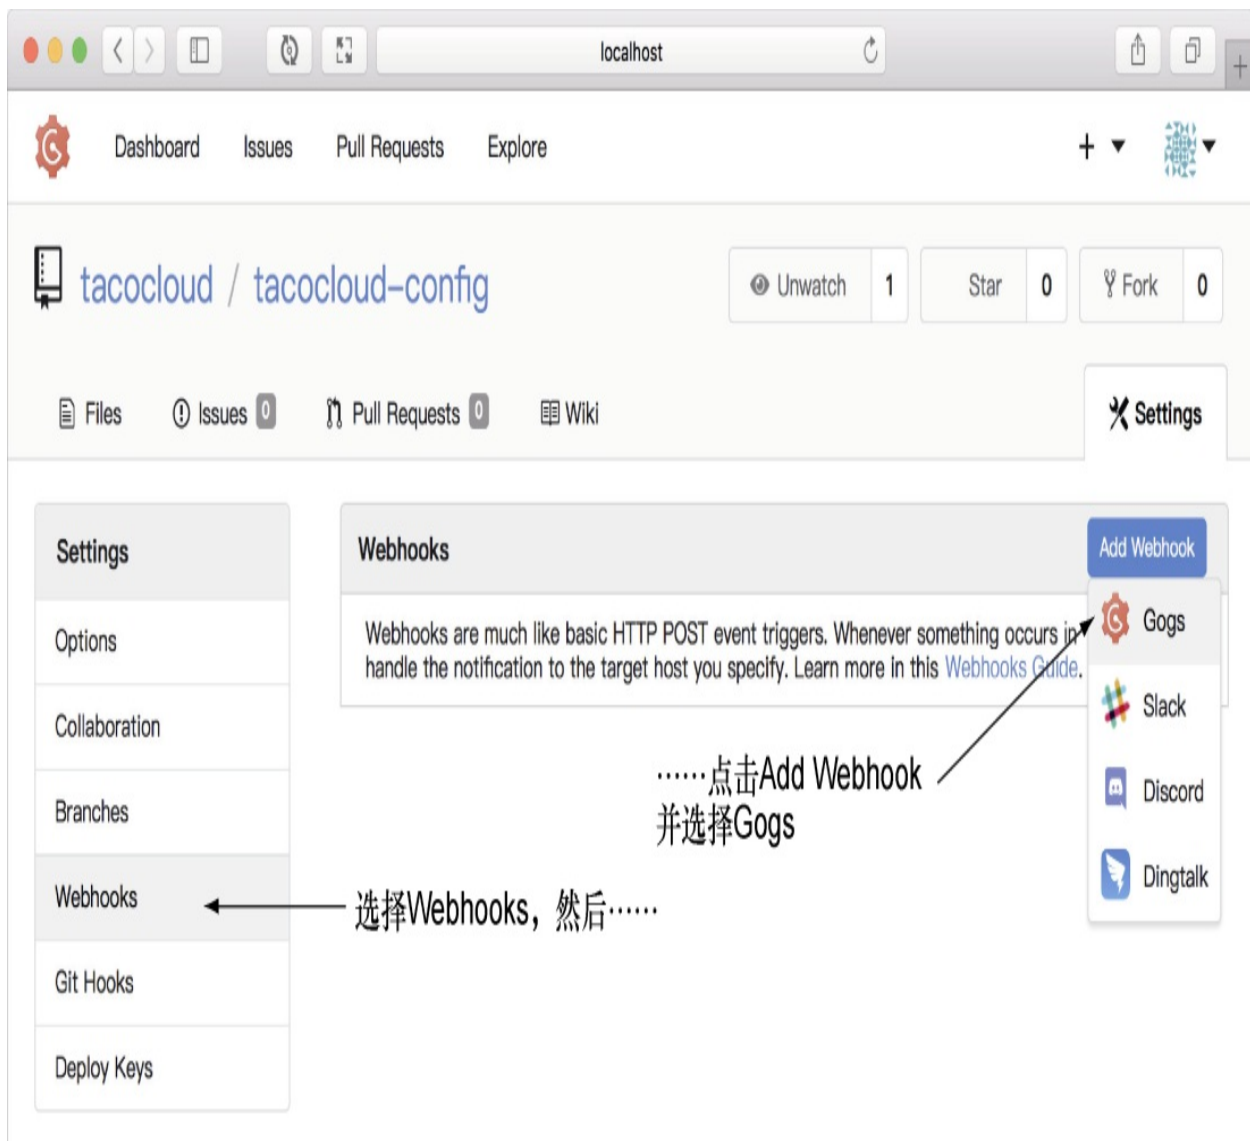 localhost
Dashboard Issues Pull Requests Explore
tacocloud / tacocloud-config
Unwatch 1 Star 0 Fork 0
Files Issues 0 Pull Requests 0 Wiki Settings
Settings
Options
Collaboration
Branches
Webhooks
Git Hooks
Deploy Keys
Webhooks
Add Webhook
Webhooks are much like basic HTTP POST event triggers. Whenever something occurs in
handle the notification to the target host you specify. Learn more in this Webhooks Guide.
Gogs
Slack
Discord
Dingtalk
……点击Add Webhook
并选择Gogs
选择Webhooks，然后……